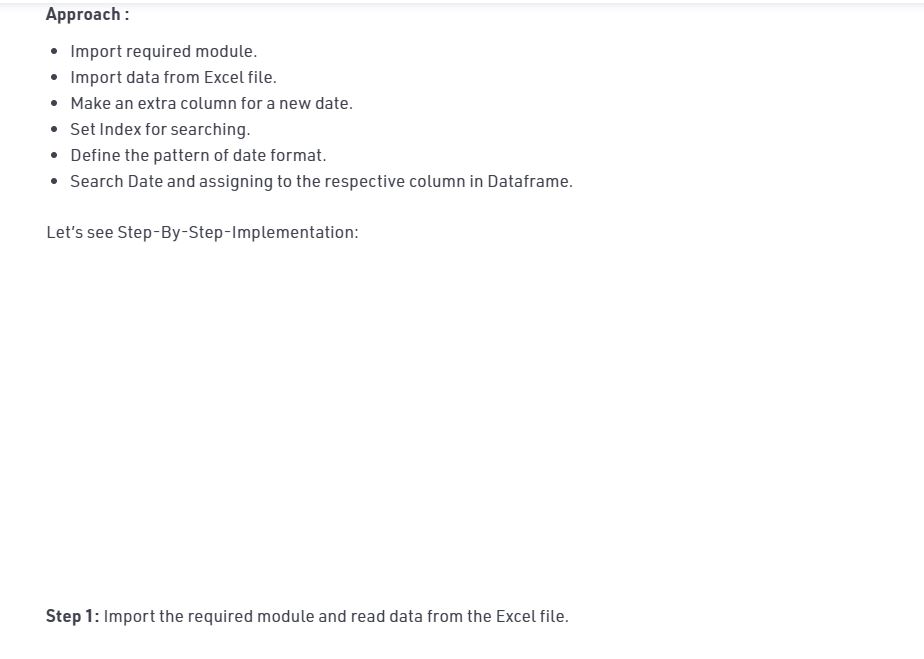 Approach :
• Import required module.
• Import data from Excel file.
• Make an extra column for a new date.
• Set Index for searching.
• Define the pattern of date format.
• Search Date and assigning to the respective column in Dataframe.
Let’s see Step-By-Step-Implementation:
Step 1: Import the required module and read data from the Excel file.